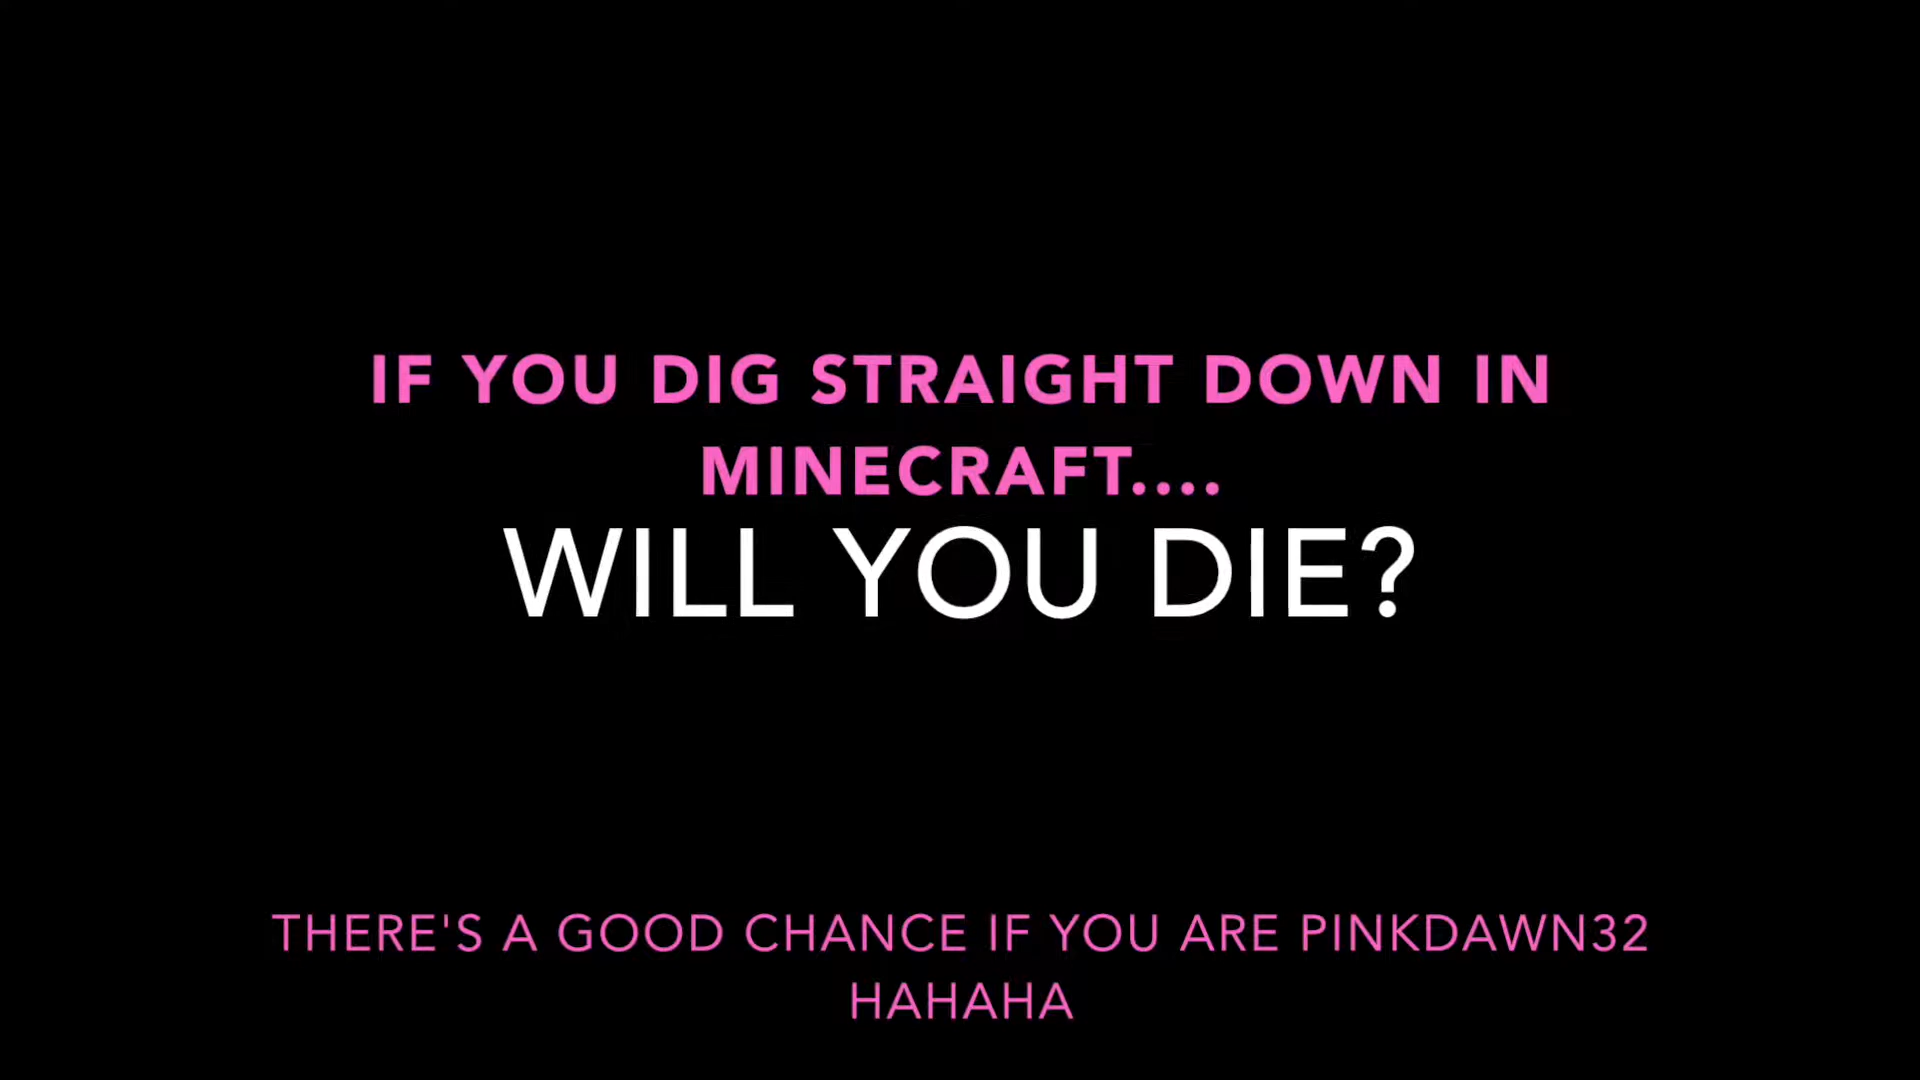 IF YOU DIG STRAIGHT DOWN IN
MINECRAFT....
WILL YOU DIE?
THERE'S A GOOD CHANCE IF YOU ARE PINKDAWN32
HAHAHA